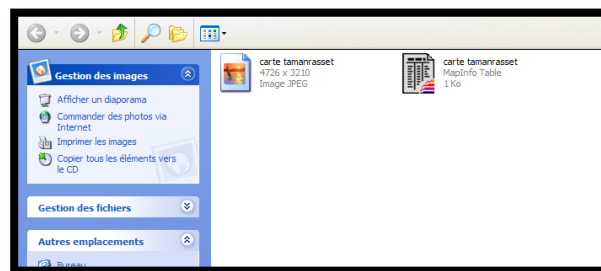 Gestion des images
Afficher un diaporama
Commander des photos via
Internet
Imprimer les images
Copier tous les éléments vers
le CD
Gestion des fichiers
Autres emplacements
Bureau
carte tamanrasset
4726 x 3210
Image JPEG
carte tamanrasset
MapInfo Table
1 Ko